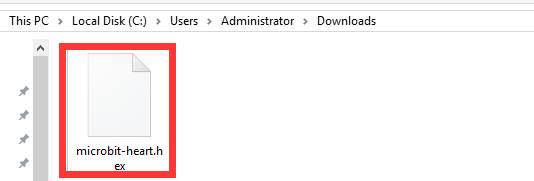 This PC > Local Disk (C:) > Users > Administrator > Downloads
microbit-heart.h
ex